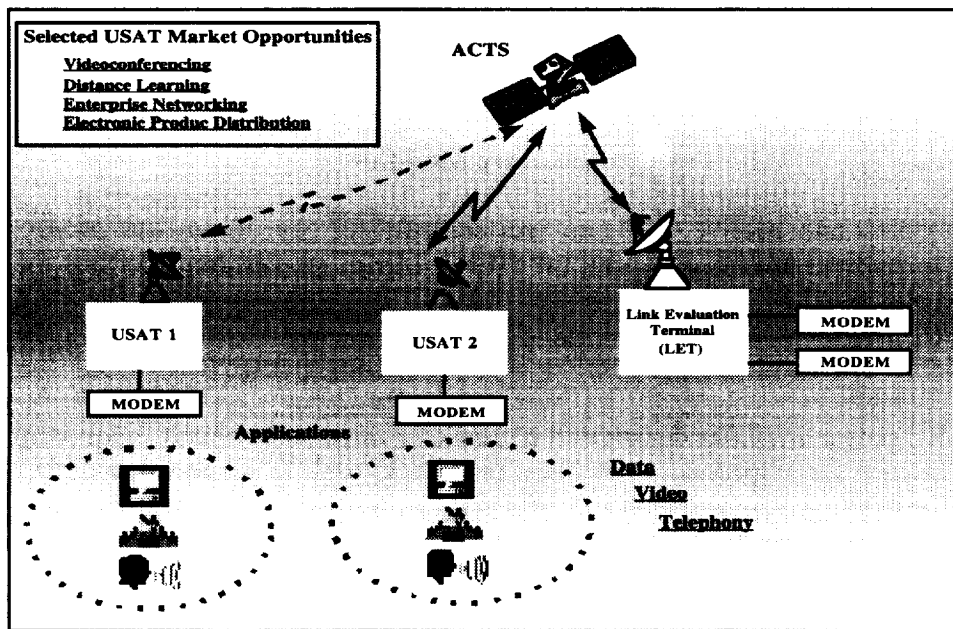 Selected USAT Market Opportunities
Videoconferencing
Distance Learning
Enterprise Networking
Electronic Produc Distribution
ACTS
USAT 1
USAT 2
Link Evaluation
Terminal
(LET)
MODEM
MODEM
MODEM
MODEM
Applications
Data
Video
Telephony